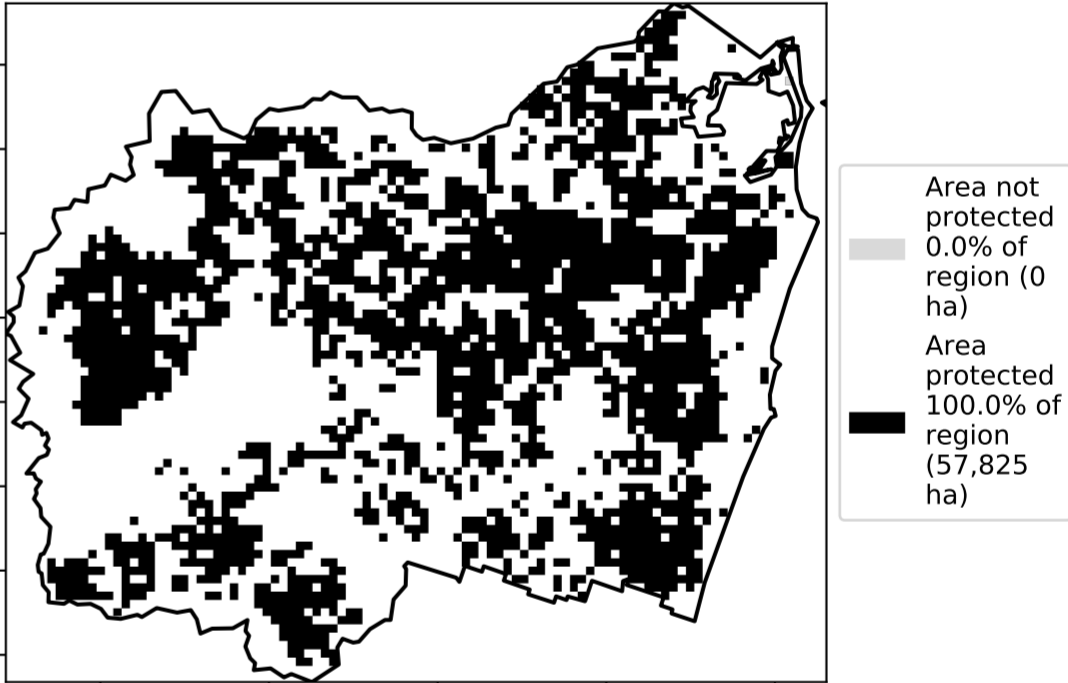 Area not
protected
0.0% of
region (0
ha)
Area
protected
100.0% of
region
(57,825
ha)